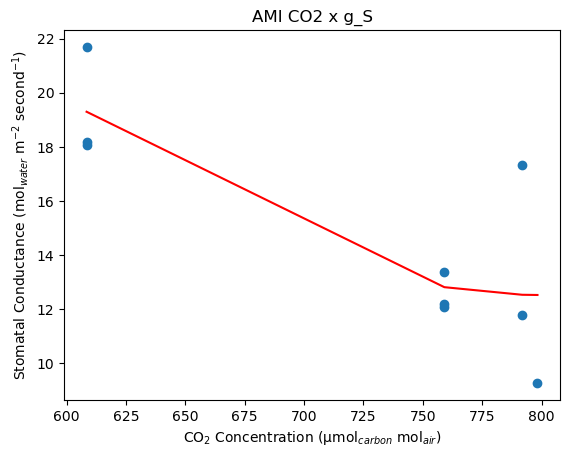 AMI CO2 x g_S
Stomatal Conductance (mol$_{water}$ m$^{-2}$ second$^{-1}$)
22
20
18
16
14
12
10
600 625 650 675 700 725 750 775 800
CO$_2$ Concentration (μmol$_{carbon}$ mol$_{air}$)